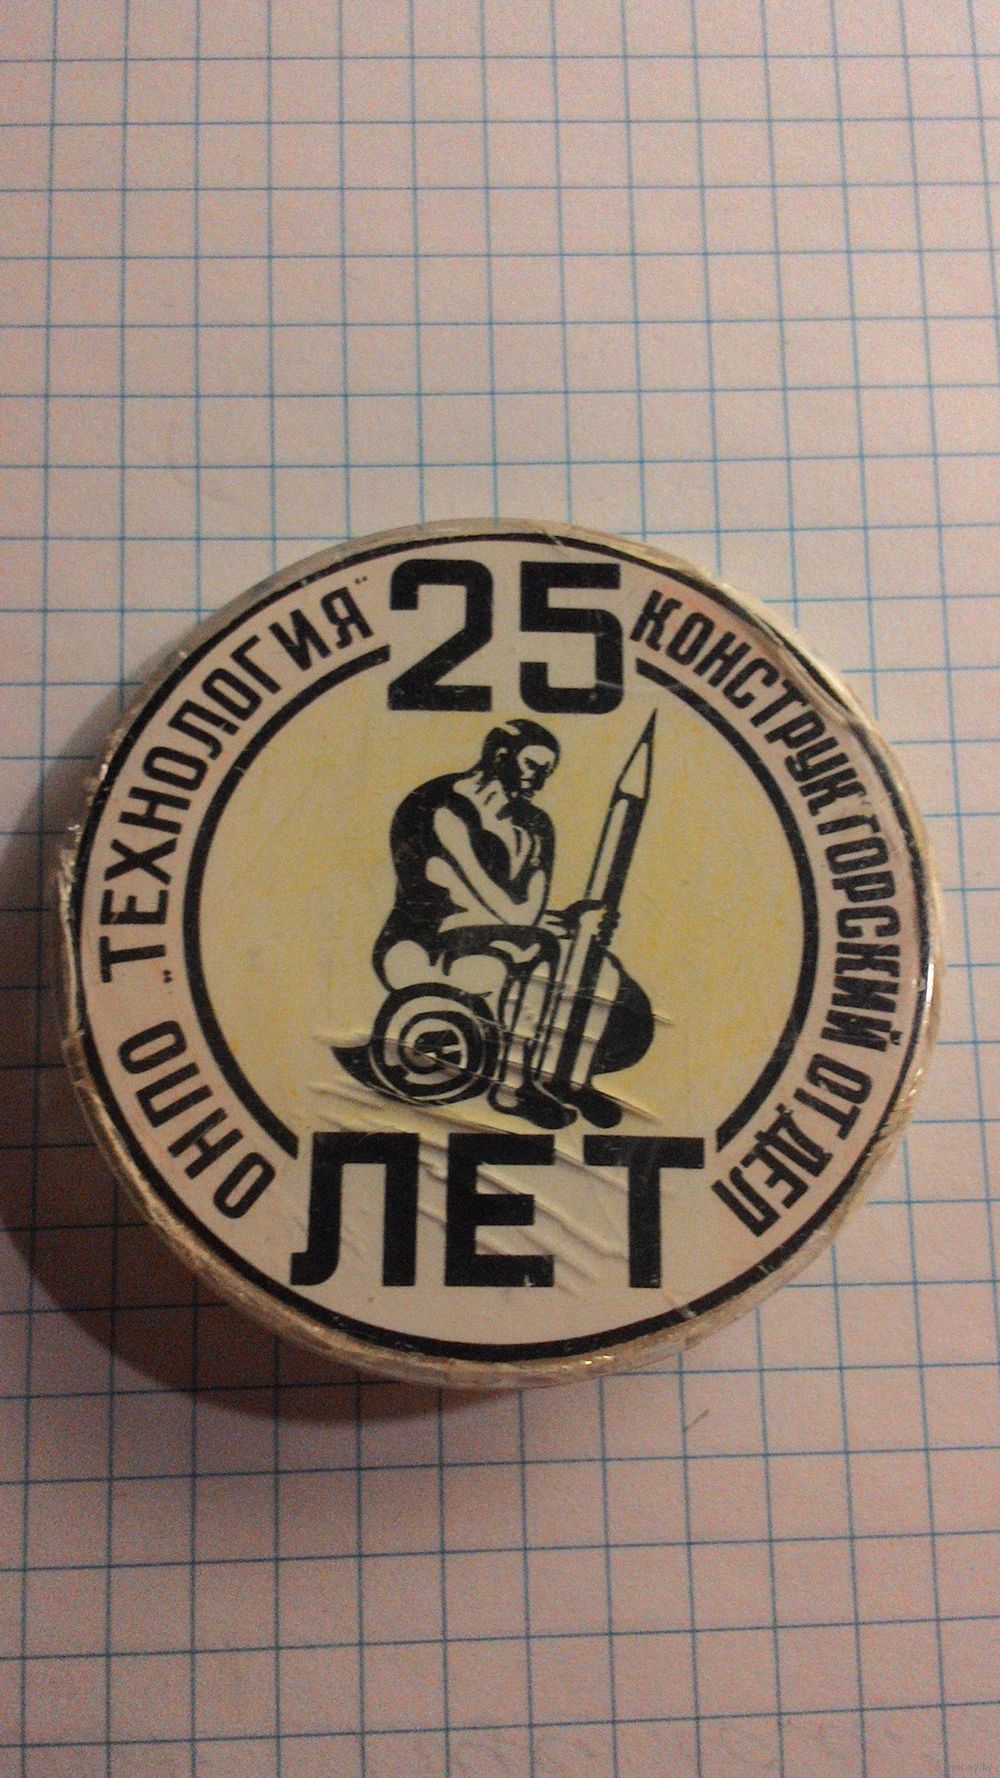 25
ОНПО „ТЕХНОЛОГИЯ“
КОНСТРУКТОРСКИЙ ОТДЕЛ
ЛЕТ